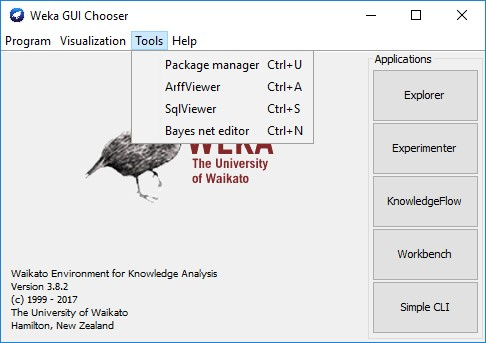 Weka GUI Chooser
Program Visualization Tools Help
Package manager Ctrl+U
ArffViewer Ctrl+A
SqlViewer Ctrl+S
Bayes net editor Ctrl+N
WEKA
The University
of Waikato
Waikato Environment for Knowledge Analysis
Version 3.8.2
(c) 1999 - 2017
The University of Waikato
Hamilton, New Zealand
Applications
Explorer
Experimenter
KnowledgeFlow
Workbench
Simple CLI